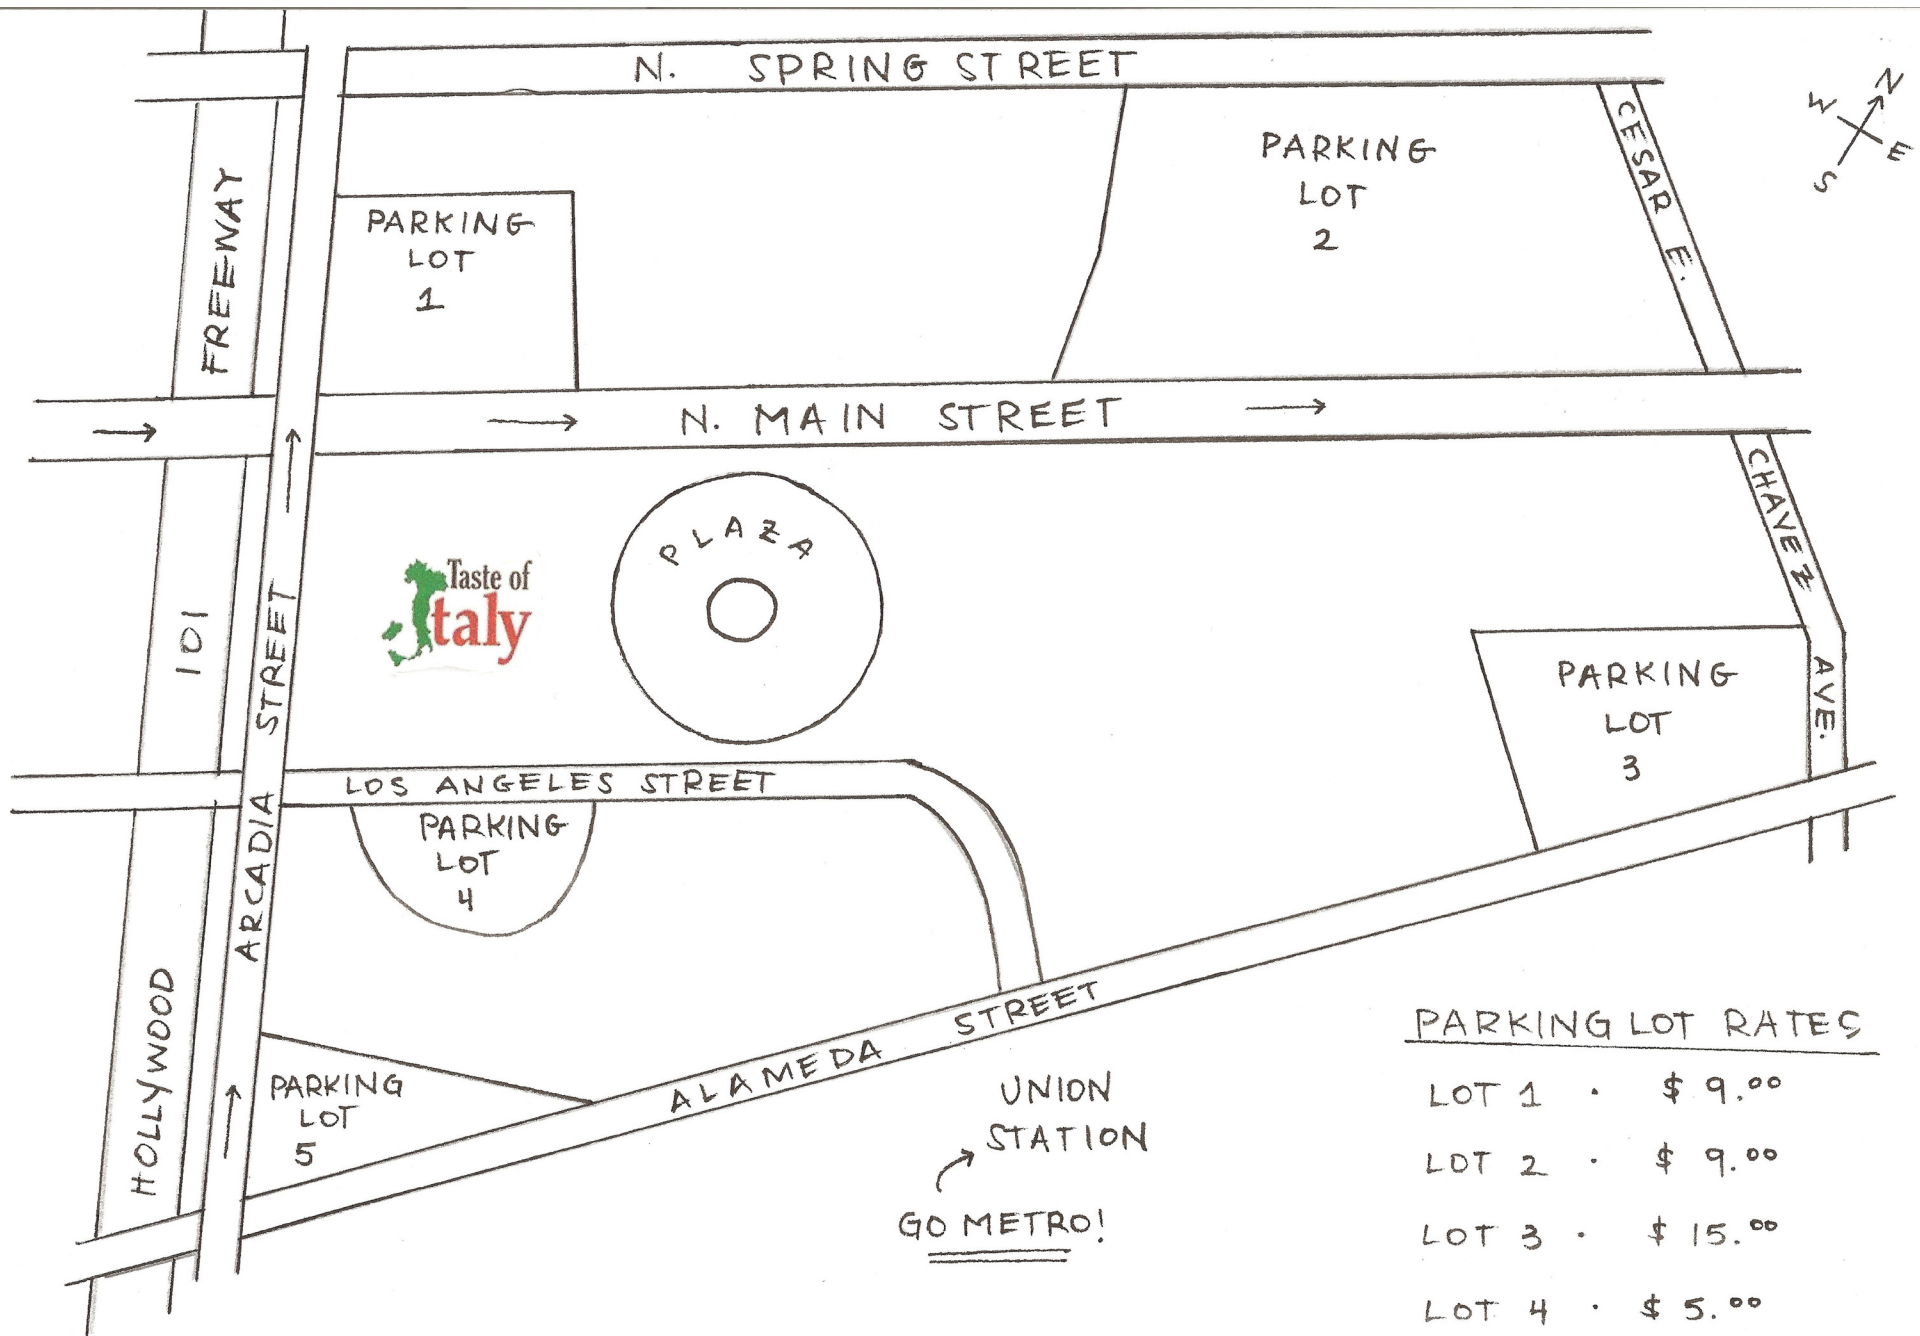 N. SPRING STREET
N
W
E
S
PARKING
LOT
2
CESAR E.
PARKING
LOT
1
FREEWAY
N. MAIN STREET
CHAVEZ
AVE.
PLAZA
Taste of
Italy
101
ARCADIA STREET
PARKING
LOT
3
LOS ANGELES STREET
PARKING
LOT
4
HOLLYWOOD
PARKING
LOT
5
ALAMEDA STREET
UNION
STATION
GO METRO!
PARKING LOT RATES
LOT 1 · $ 9.00
LOT 2 · $ 9.00
LOT 3 · $ 15.00
LOT 4 · $ 5.00